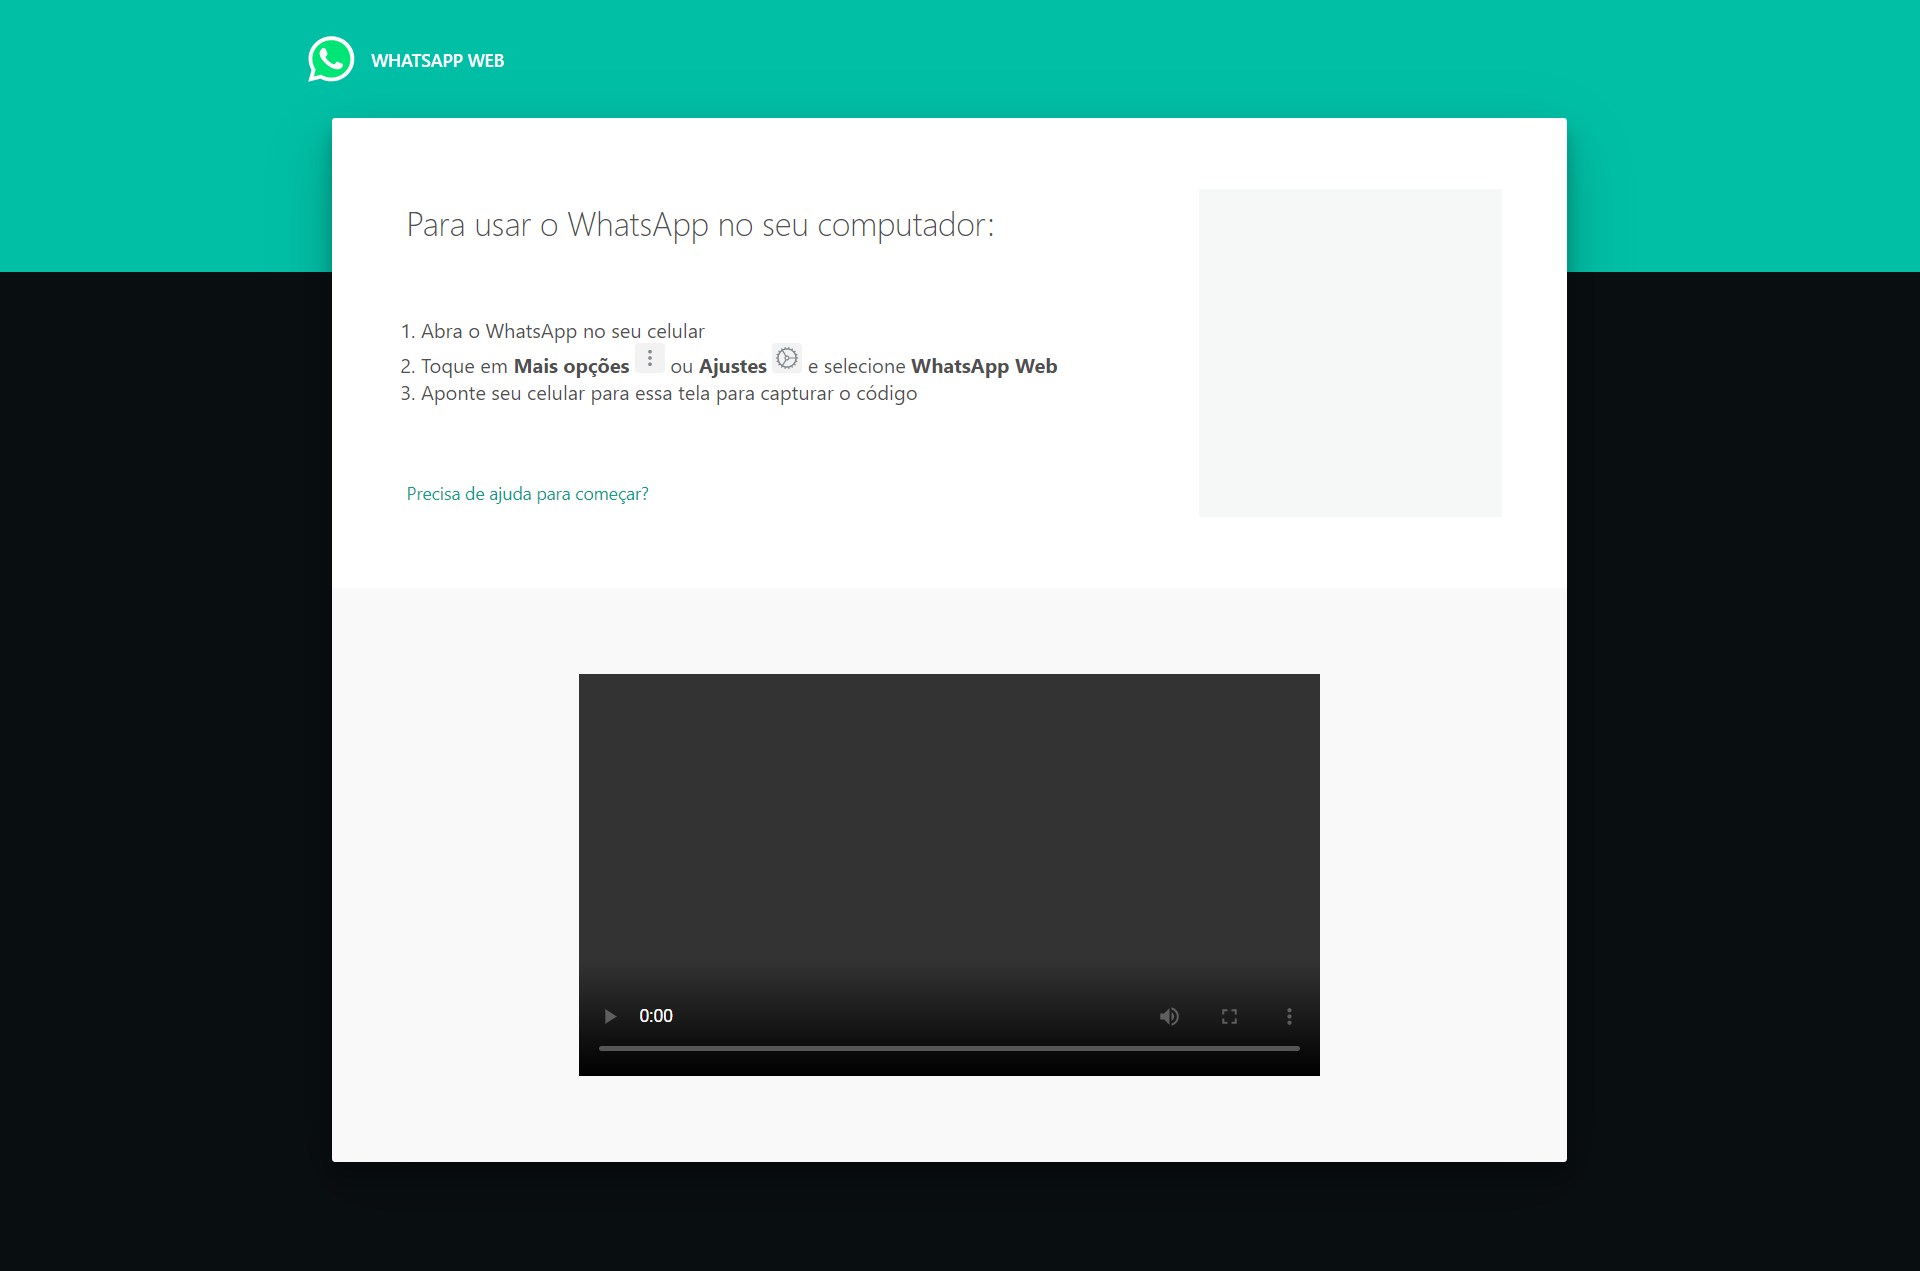 WHATSAPP WEB
Para usar o WhatsApp no seu computador:
1. Abra o WhatsApp no seu celular
2. Toque em Mais opções ou Ajustes e selecione WhatsApp Web
3. Aponte seu celular para essa tela para capturar o código
Precisa de ajuda para começar?
0:00